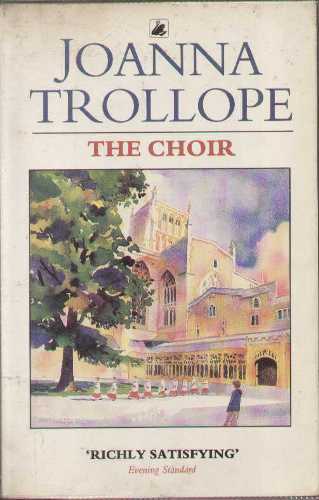 JOANNA
TROLLOPE
THE CHOIR
'RICHLY SATISFYING'
Evening Standard